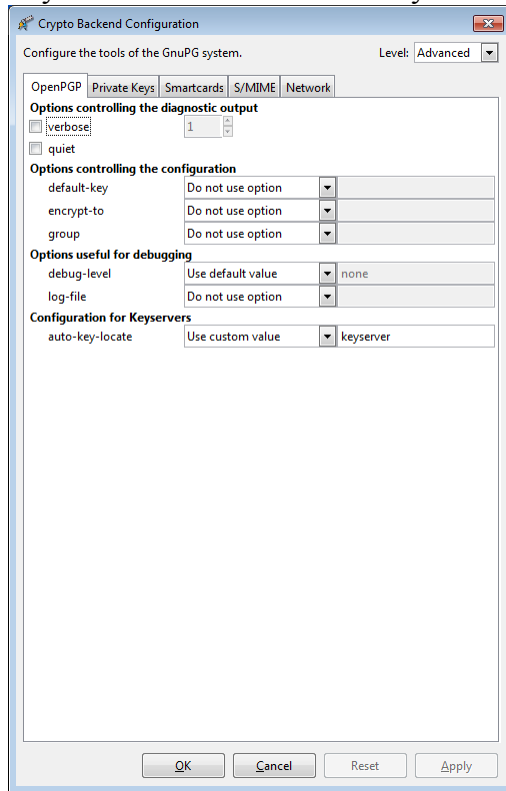 Crypto Backend Configuration
Configure the tools of the GnuPG system. Level: Advanced
OpenPGP Private Keys Smartcards S/MIME Network
Options controlling the diagnostic output
verbose 1
quiet
Options controlling the configuration
default-key Do not use option
encrypt-to Do not use option
group Do not use option
Options useful for debugging
debug-level Use default value none
log-file Do not use option
Configuration for Keyservers
auto-key-locate Use custom value keyserver
OK Cancel Reset Apply